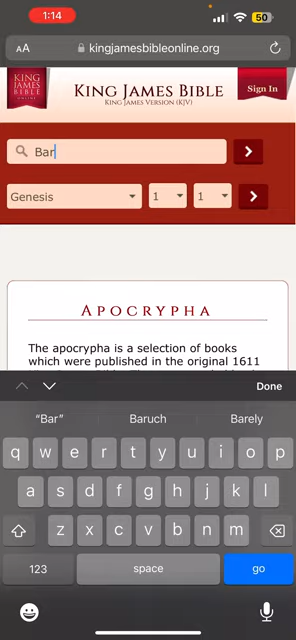 1:14
50
AA
kingjamesbibleonline.org
KING
JAMES
BIBLE
ONLINE
KING JAMES BIBLE
KING JAMES VERSION (KJV)
Sign In
Bar
Genesis
1
1
APOCRYPHA
The apocrypha is a selection of books
which were published in the original 1611
Done
“Bar”
Baruch
Barely
q w e r t y u i o p
a s d f g h j k l
z x c v b n m
123
space
go